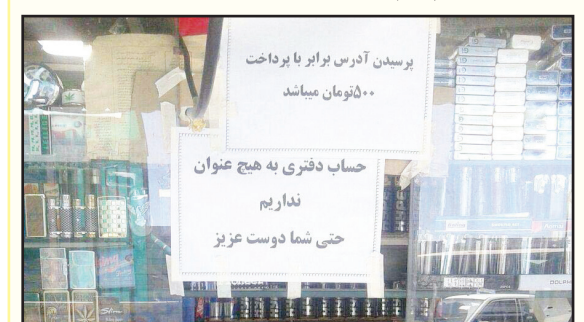 پرسیدن آدرس برابر با پرداخت
۵۰۰تومان میباشد
حساب دفتری به هیچ عنوان
نداریم
حتی شما دوست عزیز